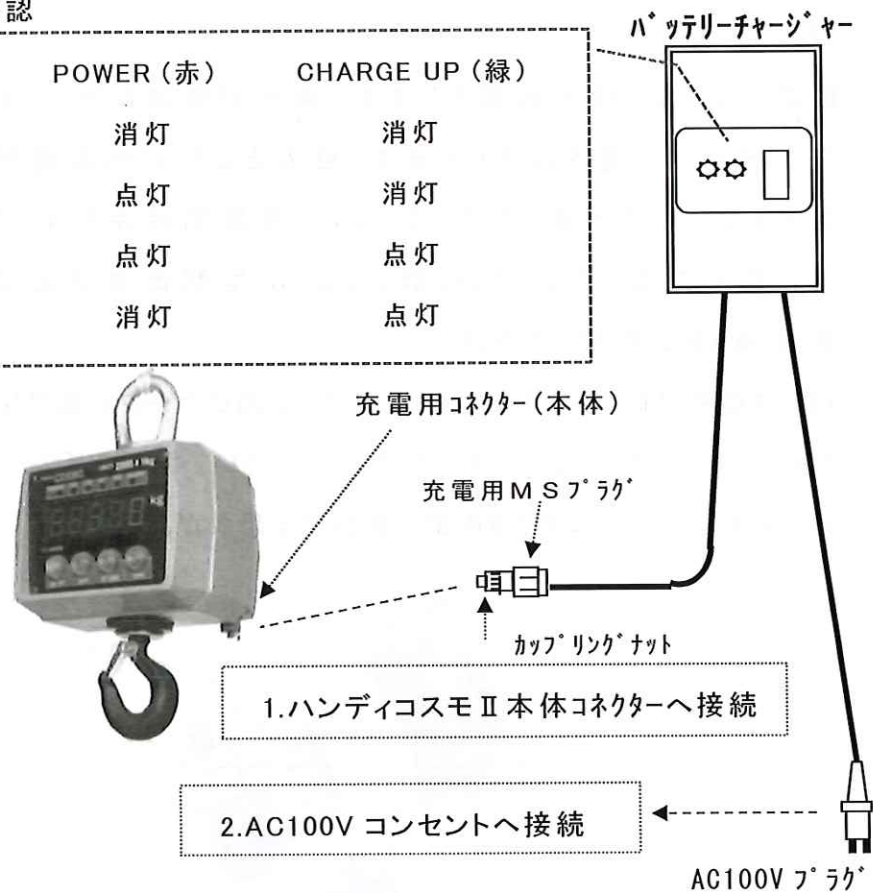 認
バッテリーチャージャー
POWER(赤) CHARGE UP(緑)
消灯 消灯
点灯 消灯
点灯 点灯
消灯 点灯
充電用コネクター(本体)
充電用MSプラグ
カップリングナット
1.ハンディコスモⅡ本体コネクターへ接続
2.AC100V コンセントへ接続
AC100V プラグ